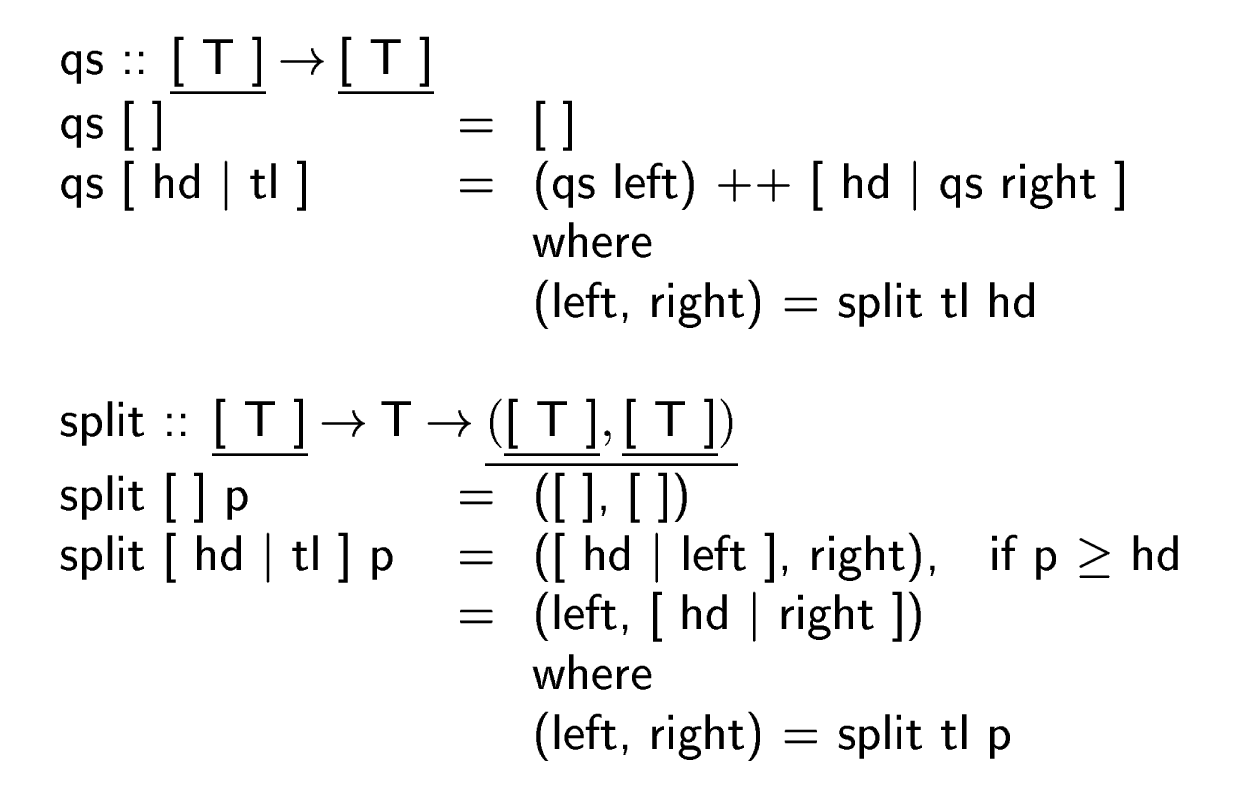 qs :: [ T ] → [ T ]
qs [ ] = [ ]
qs [ hd | tl ] = (qs left) ++ [ hd | qs right ]
where
(left, right) = split tl hd
split :: [ T ] → T → ([ T ], [ T ])
split [ ] p = ([ ], [ ])
split [ hd | tl ] p = ([ hd | left ], right), if p ≥ hd
= (left, [ hd | right ])
where
(left, right) = split tl p